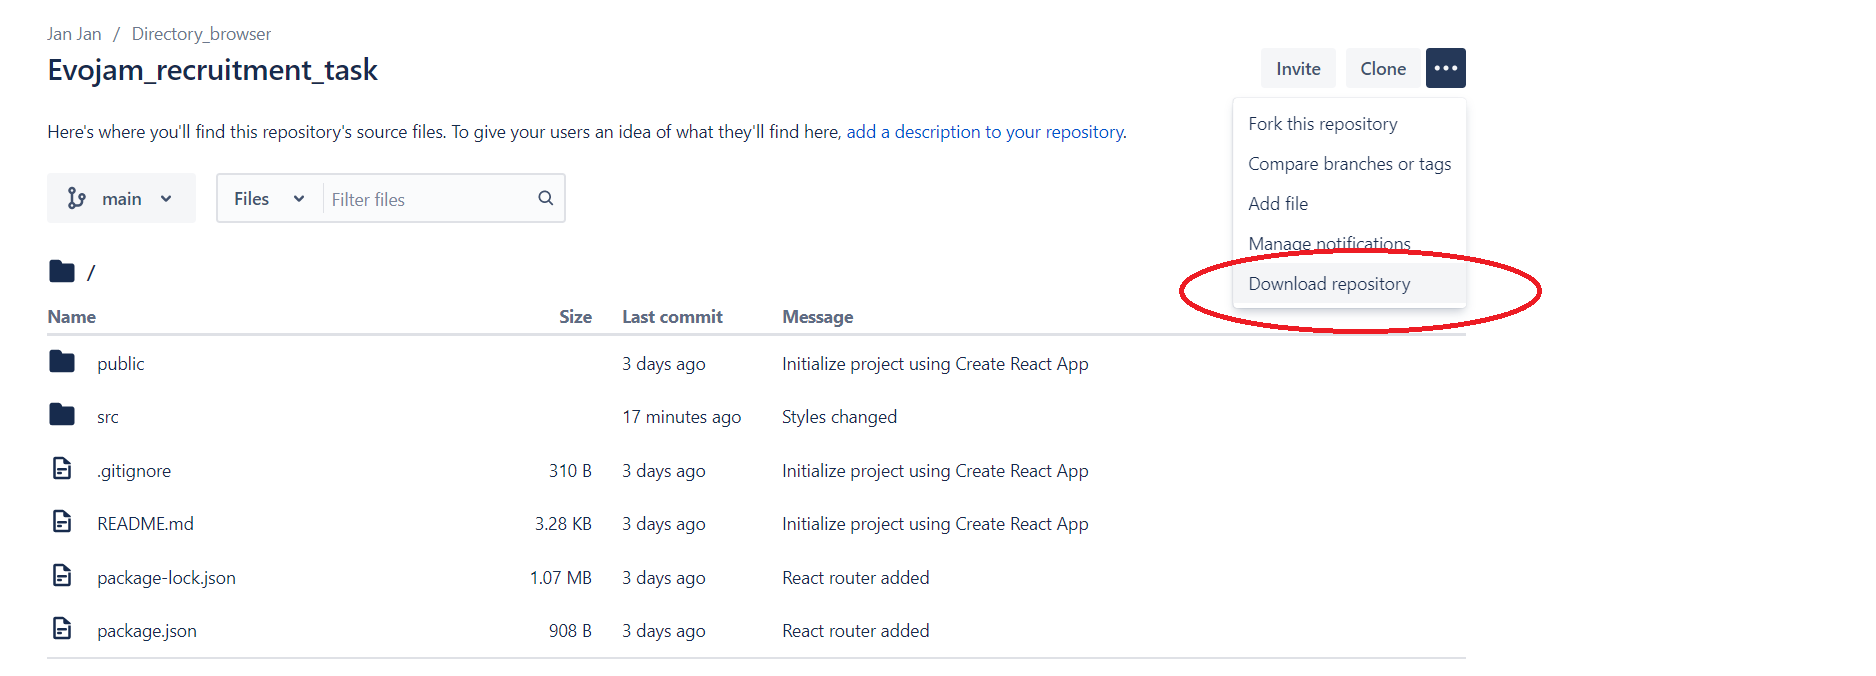 Jan Jan / Directory_browser
Evojam_recruitment_task
Invite Clone
Here's where you'll find this repository's source files. To give your users an idea of what they'll find here, add a description to your repository.
Fork this repository
Compare branches or tags
Add file
Manage notifications
Download repository
main Files Filter files
/
Name Size Last commit Message
public 3 days ago Initialize project using Create React App
src 17 minutes ago Styles changed
.gitignore 310 B 3 days ago Initialize project using Create React App
README.md 3.28 KB 3 days ago Initialize project using Create React App
package-lock.json 1.07 MB 3 days ago React router added
package.json 908 B 3 days ago React router added